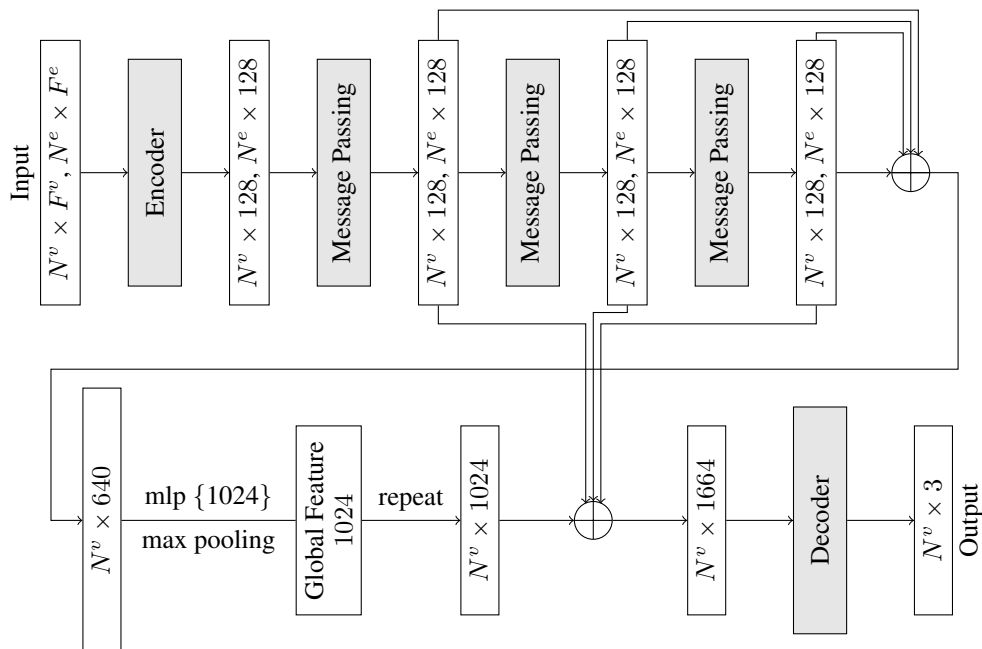 Input
N^v × F^v, N^e × F^e
Encoder
N^v × 128, N^e × 128
Message Passing
N^v × 128, N^e × 128
Message Passing
N^v × 128, N^e × 128
Message Passing
N^v × 128, N^e × 128
N^v × 640
mlp {1024}
max pooling
Global Feature
1024
repeat
N^v × 1024
N^v × 1664
Decoder
N^v × 3
Output